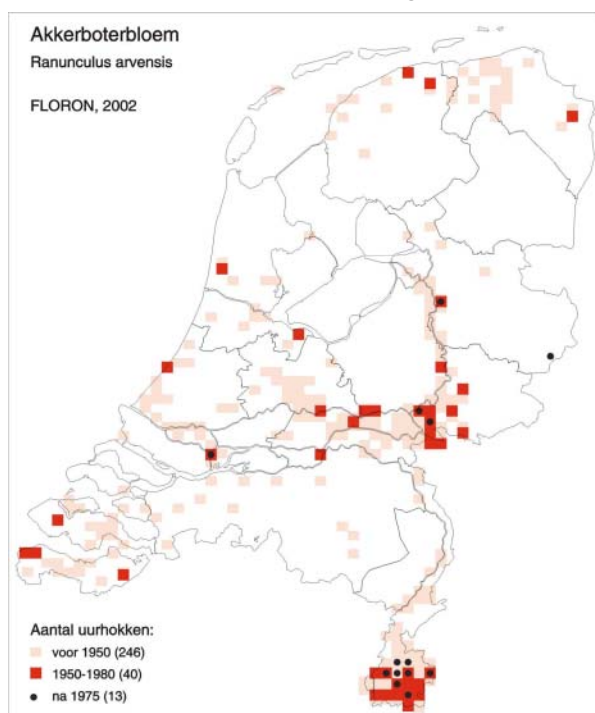 Akkerboterbloem
Ranunculus arvensis
FLORON, 2002
Aantal uurhokken:
voor 1950 (246)
1950-1980 (40)
na 1975 (13)